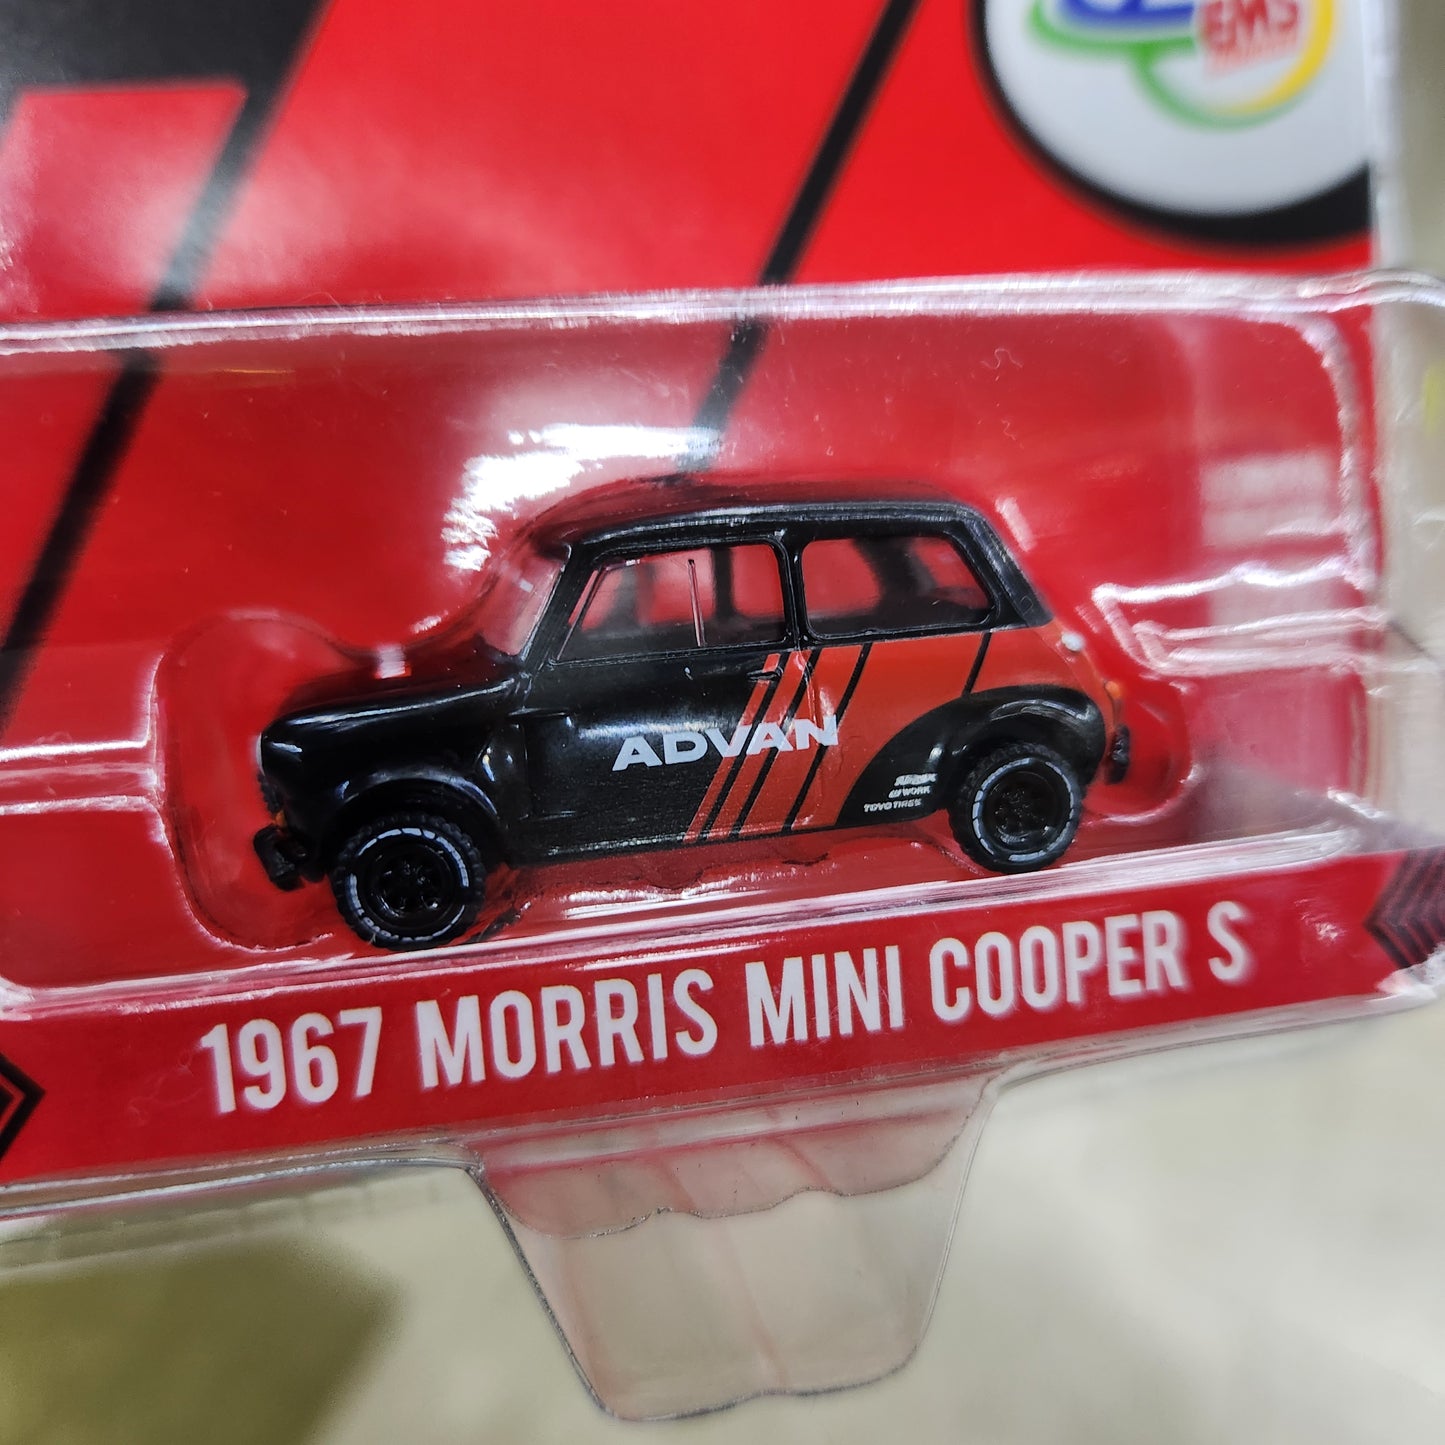 EMS
ADVAN
WORK
TOYO TIRES
1967 MORRIS MINI COOPER S